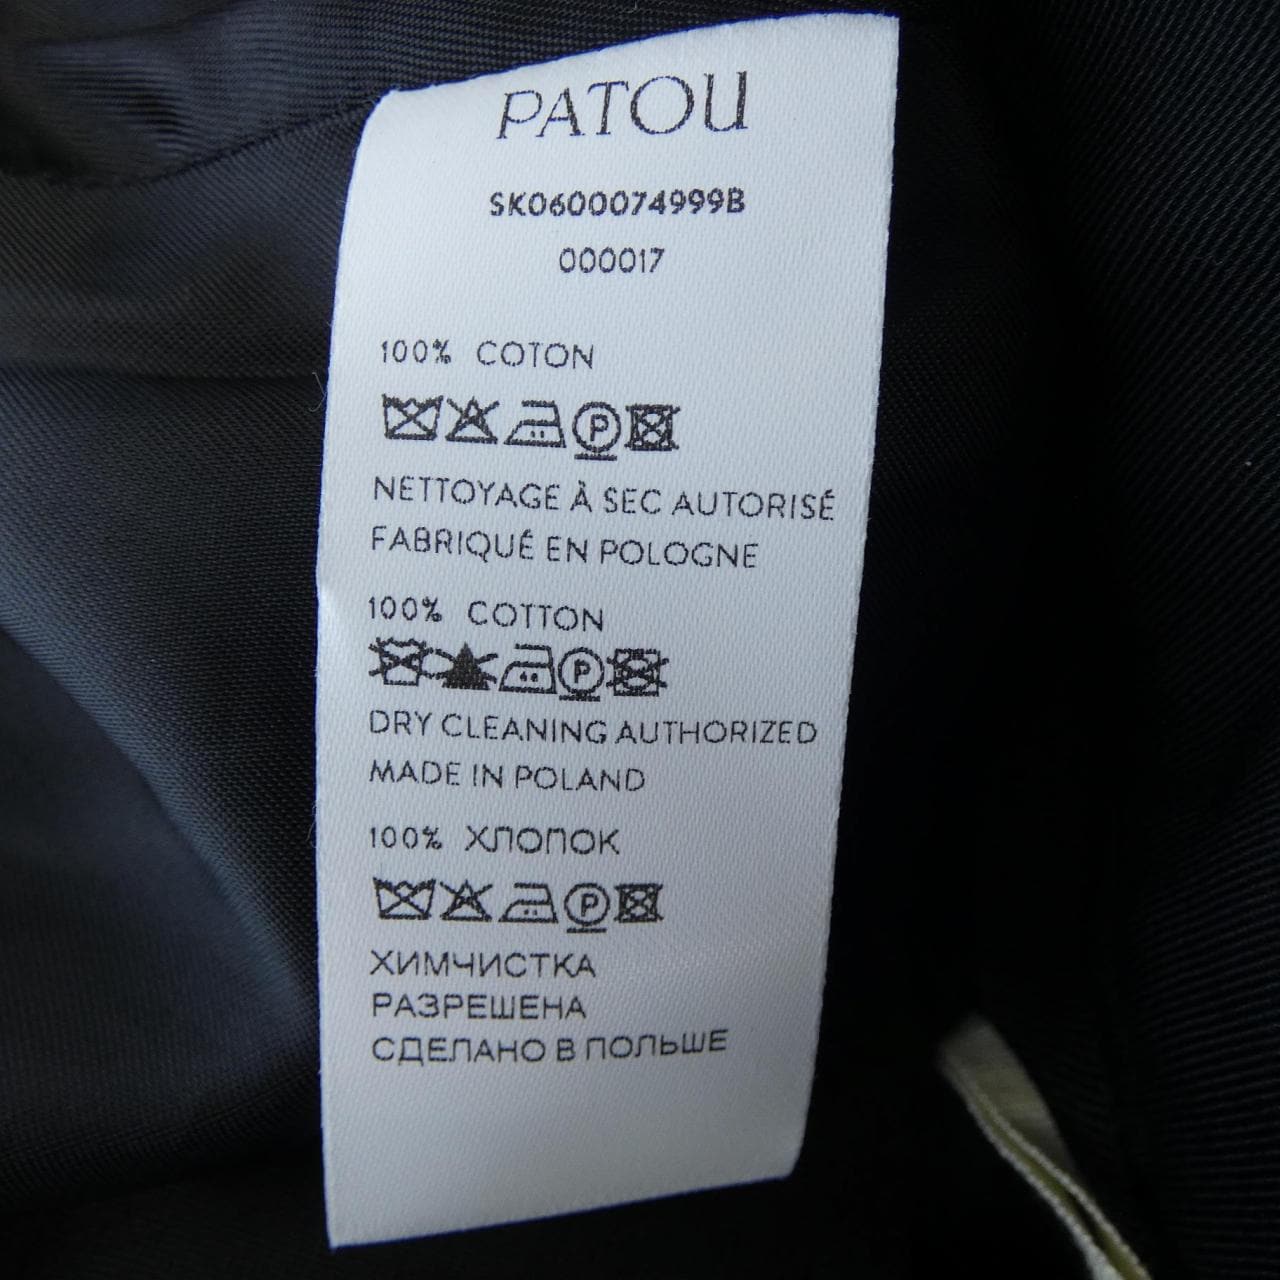 PATOU
SK0600074999B
000017
100% COTON
NETTOYAGE À SEC AUTORISÉ
FABRIQUÉ EN POLOGNE
100% COTTON
DRY CLEANING AUTHORIZED
MADE IN POLAND
100% ХЛОПОК
ХИМЧИСТКА
РАЗРЕШЕНА
СДЕЛАНО В ПОЛЬШЕ